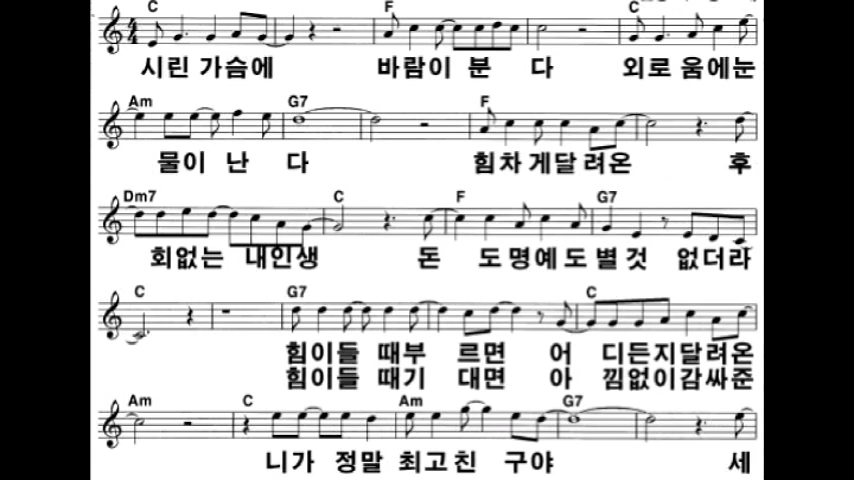 C F C
시린 가슴에 바람이 분 다 외로 움에눈
Am G7 F
물이 난 다 힘차 게달 려온 후
Dm7 C F G7
회없는 내인생 돈 도 명예 도 별것 없더라
C G7 C
힘이들 때부 르면 어 디든지달려온
힘이들 때기 대면 아 낌없이감싸준
Am C Am G7
니가 정말 최고친 구야 세